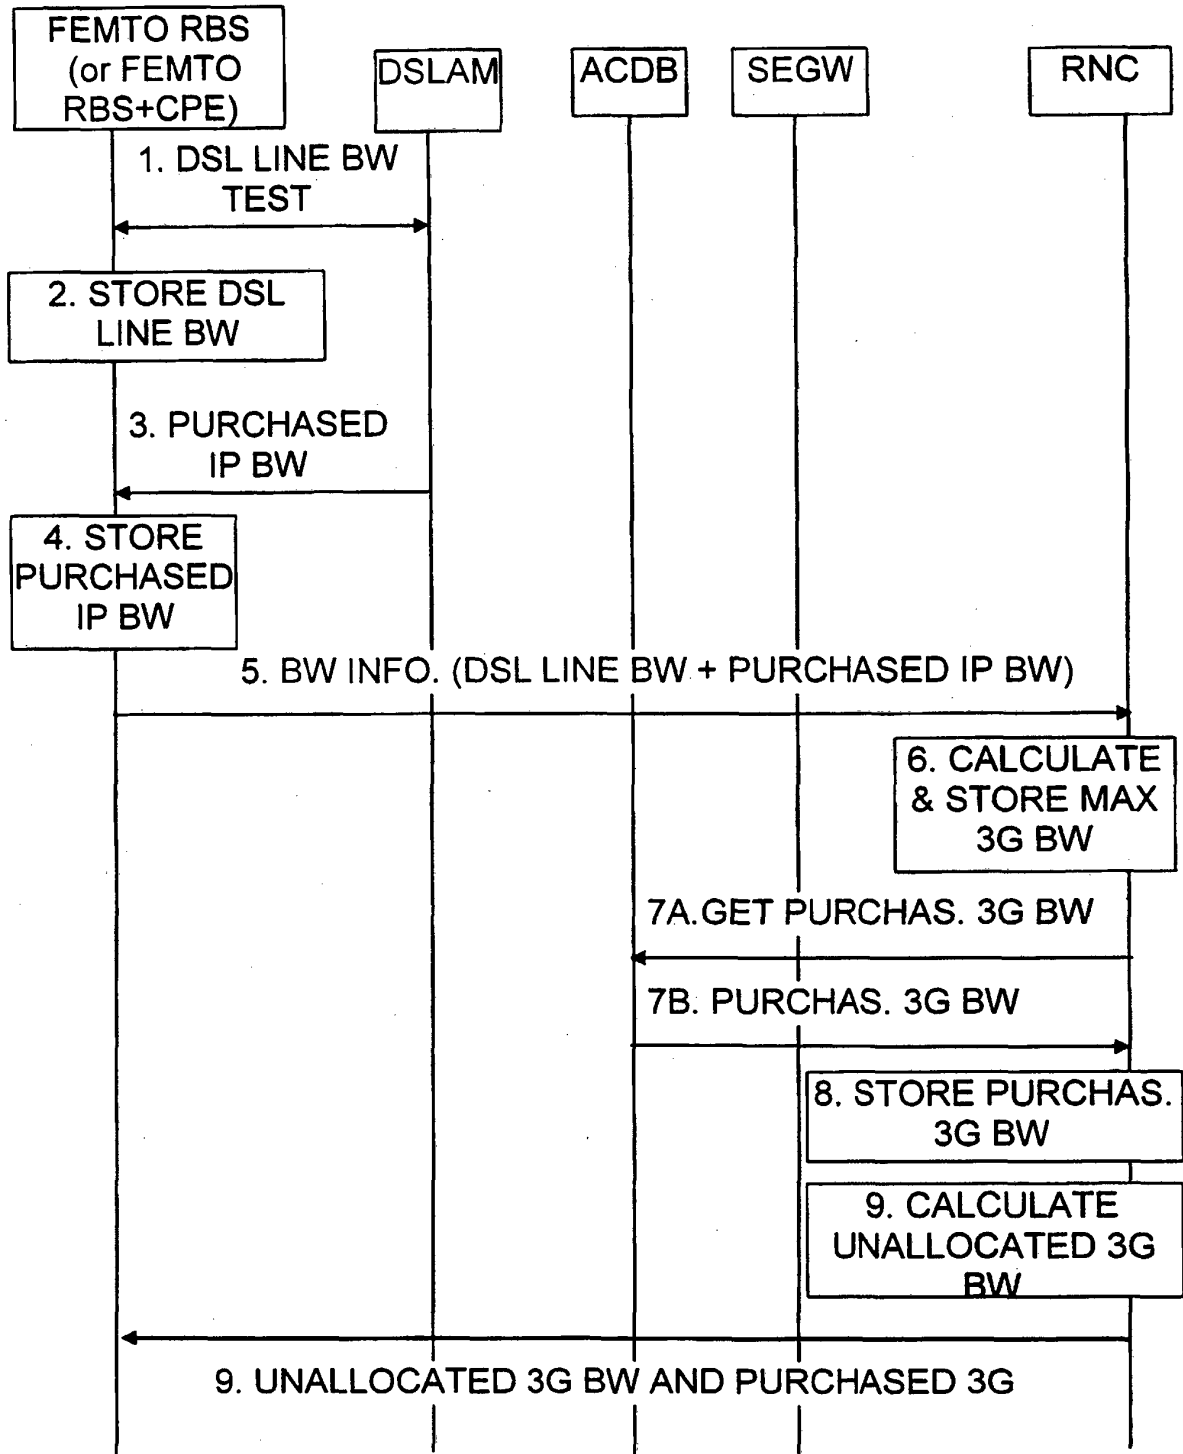 FEMTO RBS
(or FEMTO
RBS+CPE)
DSLAM
ACDB
SEGW
RNC
1. DSL LINE BW
TEST
2. STORE DSL
LINE BW
3. PURCHASED
IP BW
4. STORE
PURCHASED
IP BW
5. BW INFO. (DSL LINE BW + PURCHASED IP BW)
6. CALCULATE
& STORE MAX
3G BW
7A.GET PURCHAS. 3G BW
7B. PURCHAS. 3G BW
8. STORE PURCHAS.
3G BW
9. CALCULATE
UNALLOCATED 3G
BW
9. UNALLOCATED 3G BW AND PURCHASED 3G